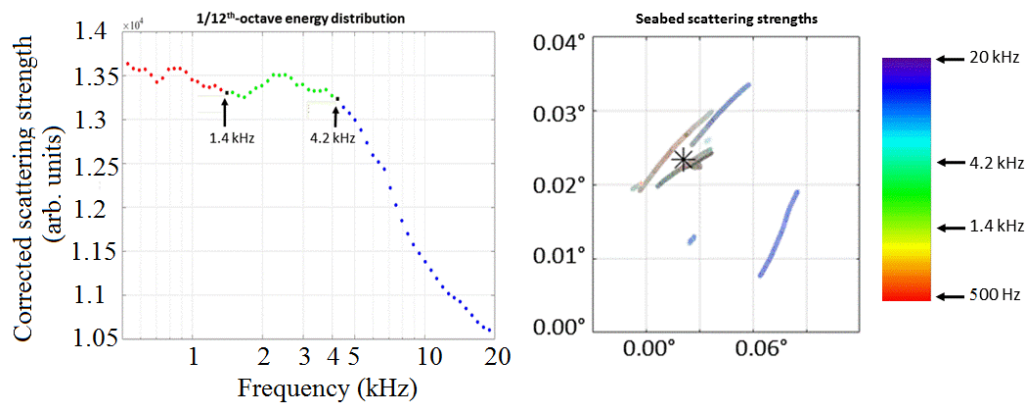 1/12th-octave energy distribution
×10⁴
Corrected scattering strength
(arb. units)
1.4
1.35
1.3
1.25
1.2
1.15
1.1
1.05
1.4 kHz
4.2 kHz
1 2 3 4 5 10 20
Frequency (kHz)
Seabed scattering strengths
0.04°
0.03°
0.02°
0.01°
0.00°
0.00° 0.06°
20 kHz
4.2 kHz
1.4 kHz
500 Hz